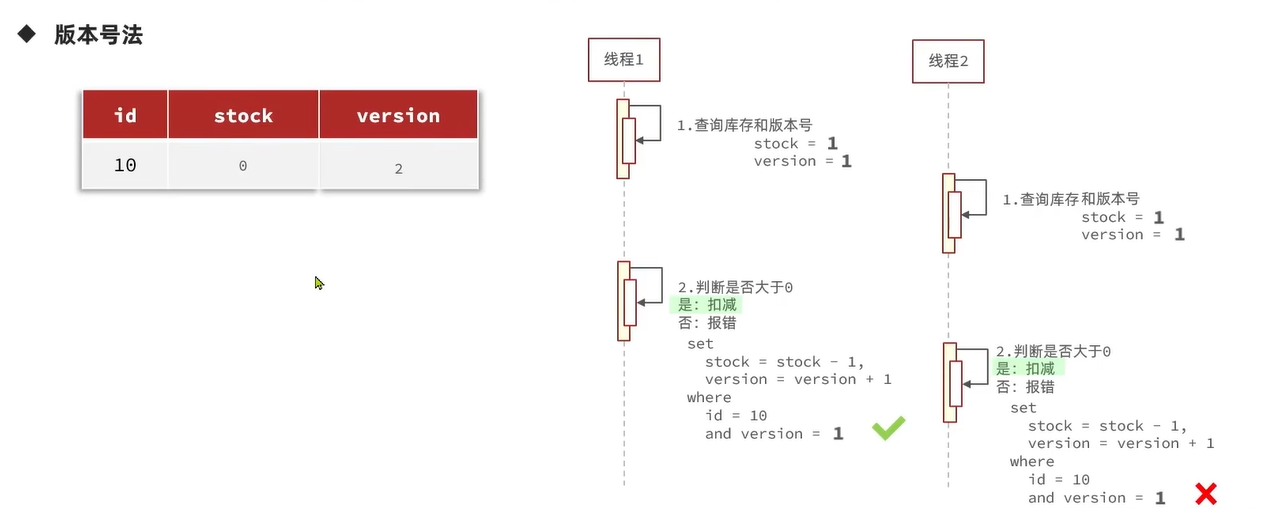 版本号法
id stock version
10 0 2
线程1
1.查询库存和版本号
stock = 1
version = 1
2.判断是否大于0
是：扣减
否：报错
set
stock = stock - 1,
version = version + 1
where
id = 10
and version = 1
线程2
1.查询库存和版本号
stock = 1
version = 1
2.判断是否大于0
是：扣减
否：报错
set
stock = stock - 1,
version = version + 1
where
id = 10
and version = 1